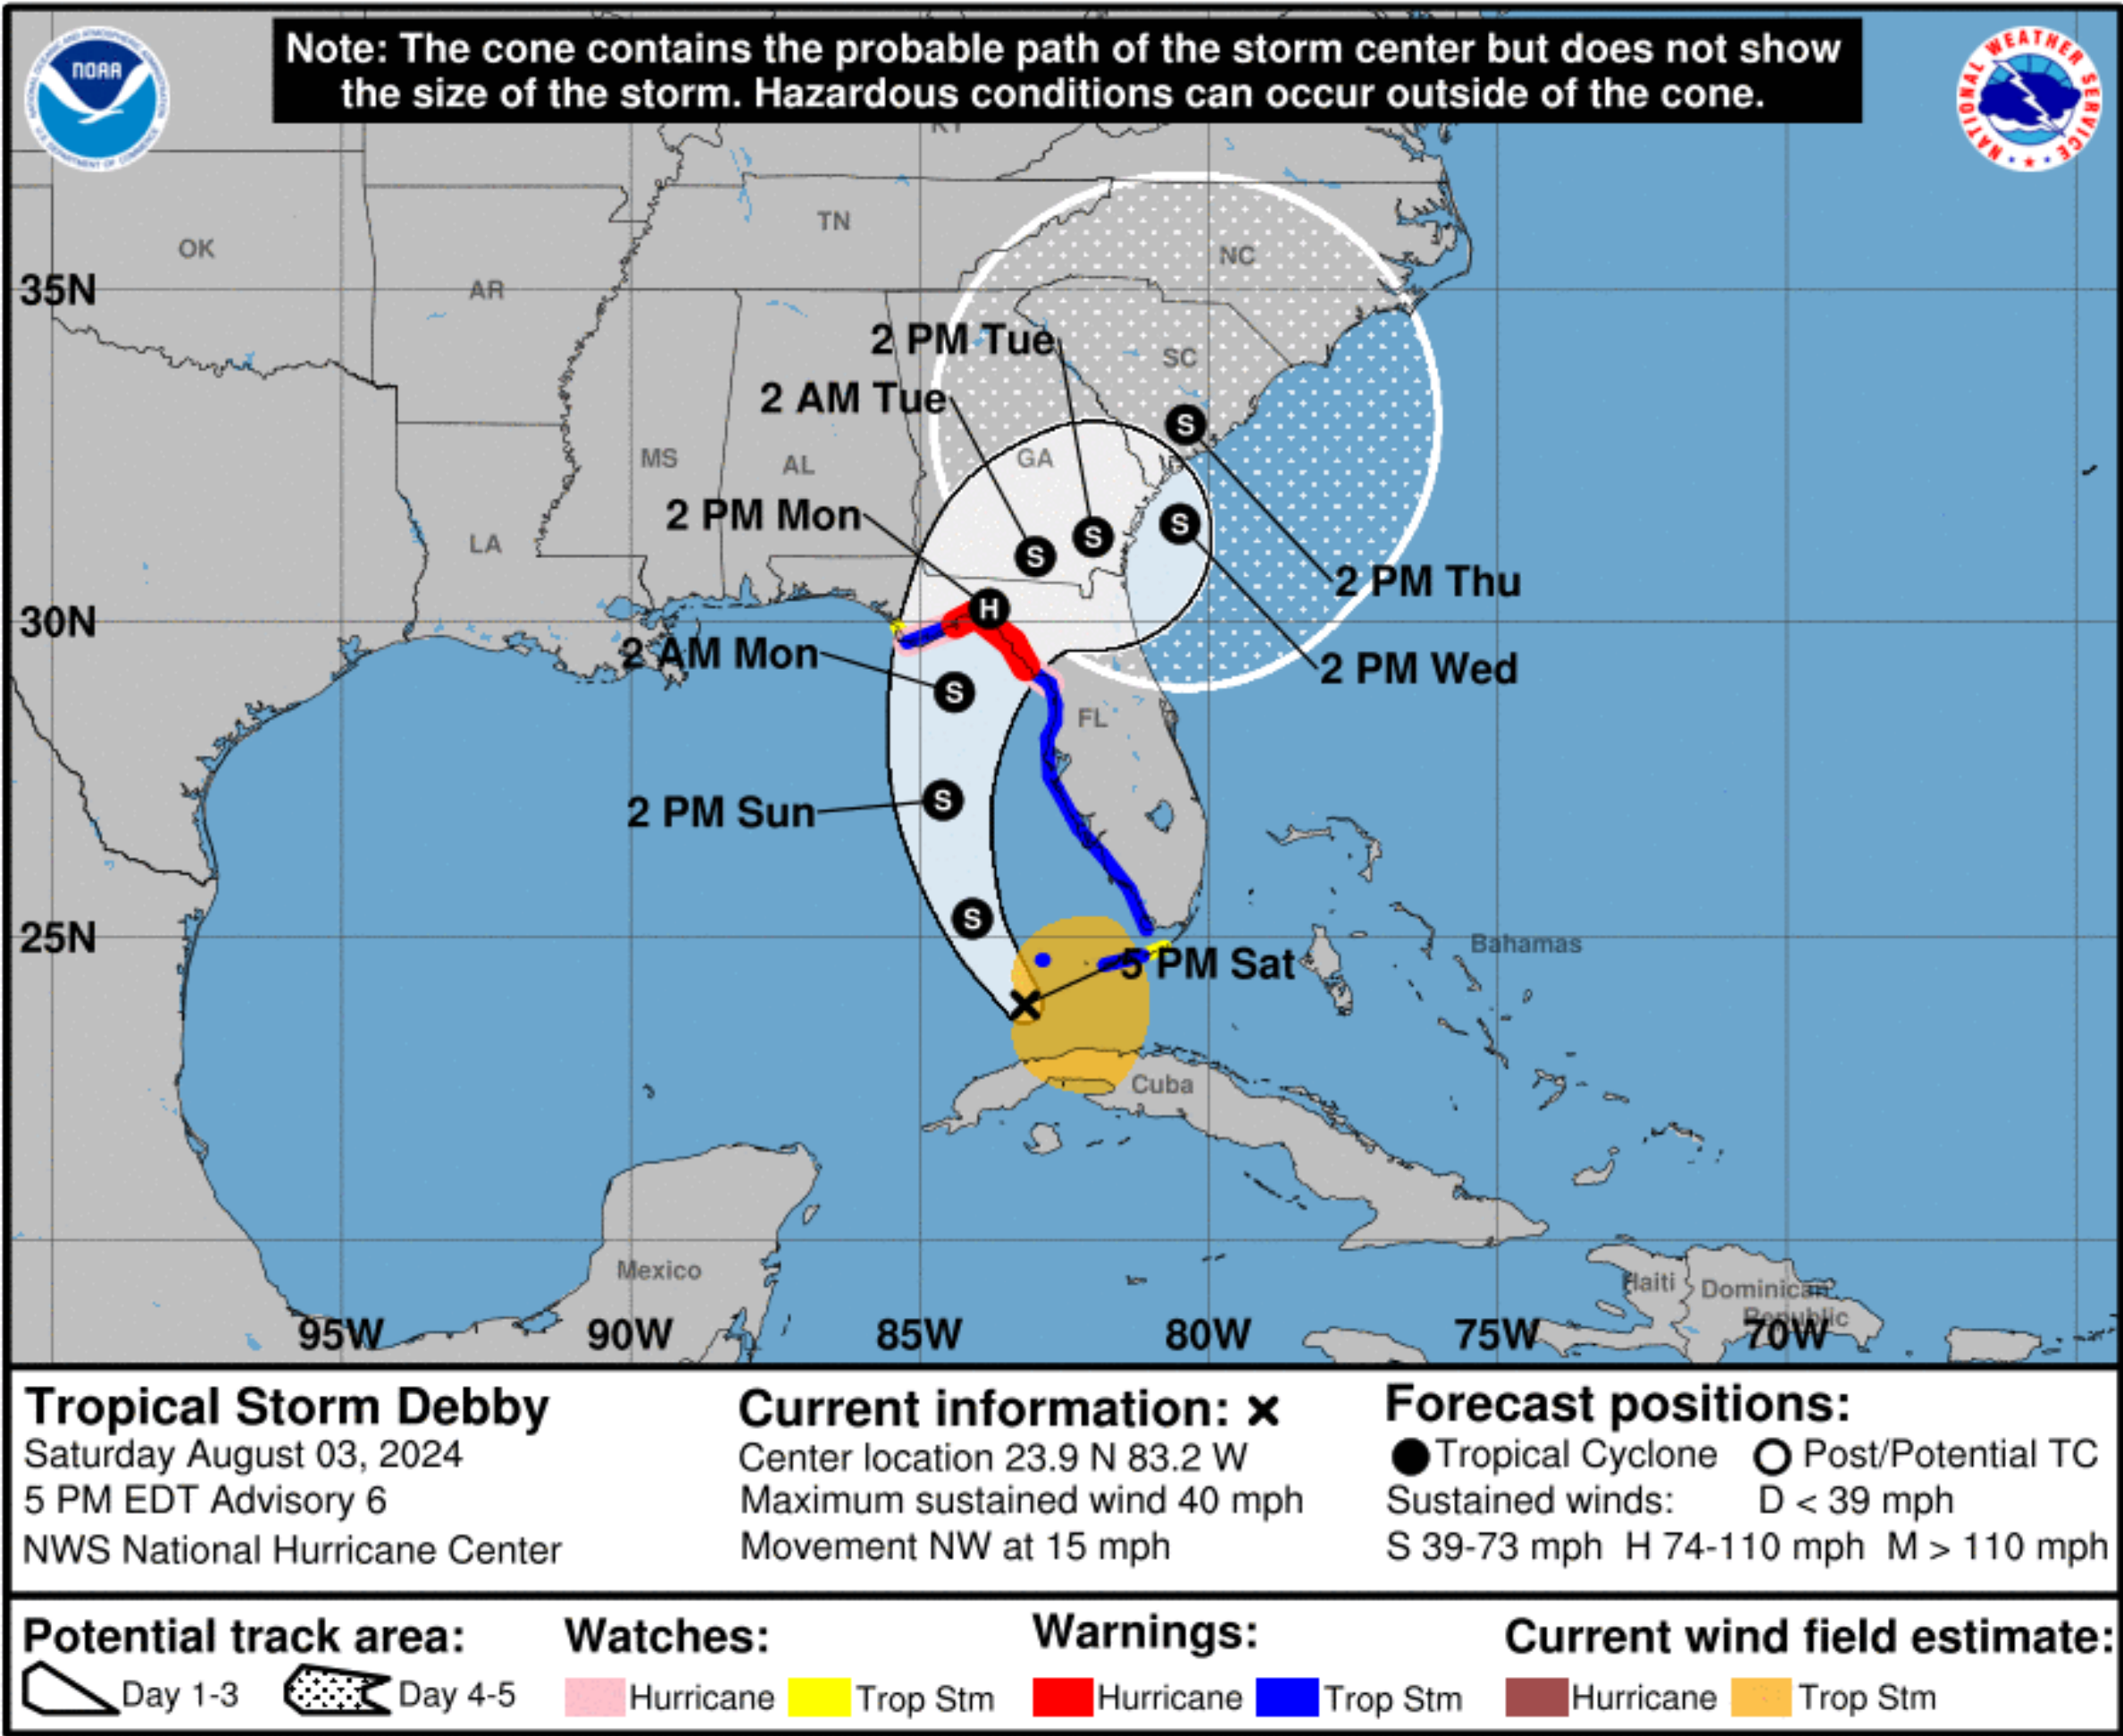 Note: The cone contains the probable path of the storm center but does not show
the size of the storm. Hazardous conditions can occur outside of the cone.
NOAA
NATIONAL OCEANIC AND ATMOSPHERIC ADMINISTRATION
U.S. DEPARTMENT OF COMMERCE
NATIONAL WEATHER SERVICE
KY
TN
NC
OK
AR
35N
2 PM Tue
SC
2 AM Tue
S
MS
AL
GA
2 PM Mon
S
S
S
LA
2 PM Thu
H
30N
2 AM Mon
2 PM Wed
S
FL
2 PM Sun
S
S
25N
Bahamas
5 PM Sat
Cuba
Mexico
Haiti
Dominican
Republic
95W
90W
85W
80W
75W
70W
Tropical Storm Debby
Saturday August 03, 2024
5 PM EDT Advisory 6
NWS National Hurricane Center
Current information: x
Center location 23.9 N 83.2 W
Maximum sustained wind 40 mph
Movement NW at 15 mph
Forecast positions:
Tropical Cyclone
Post/Potential TC
Sustained winds: D < 39 mph
S 39-73 mph H 74-110 mph M > 110 mph
Potential track area:
Day 1-3
Day 4-5
Watches:
Hurricane
Trop Stm
Warnings:
Hurricane
Trop Stm
Current wind field estimate:
Hurricane
Trop Stm